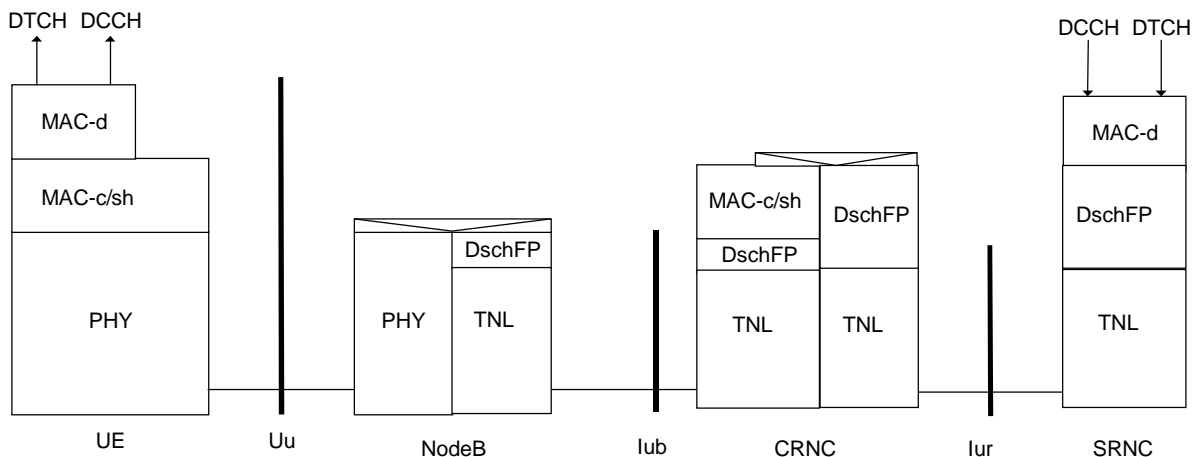 DTCH DCCH
DCCH DTCH
MAC-d
MAC-d
MAC-c/sh
MAC-c/sh
DschFP
DschFP
DschFP
DschFP
PHY
PHY
TNL
TNL
TNL
TNL
UE
Uu
NodeB
Iub
CRNC
Iur
SRNC